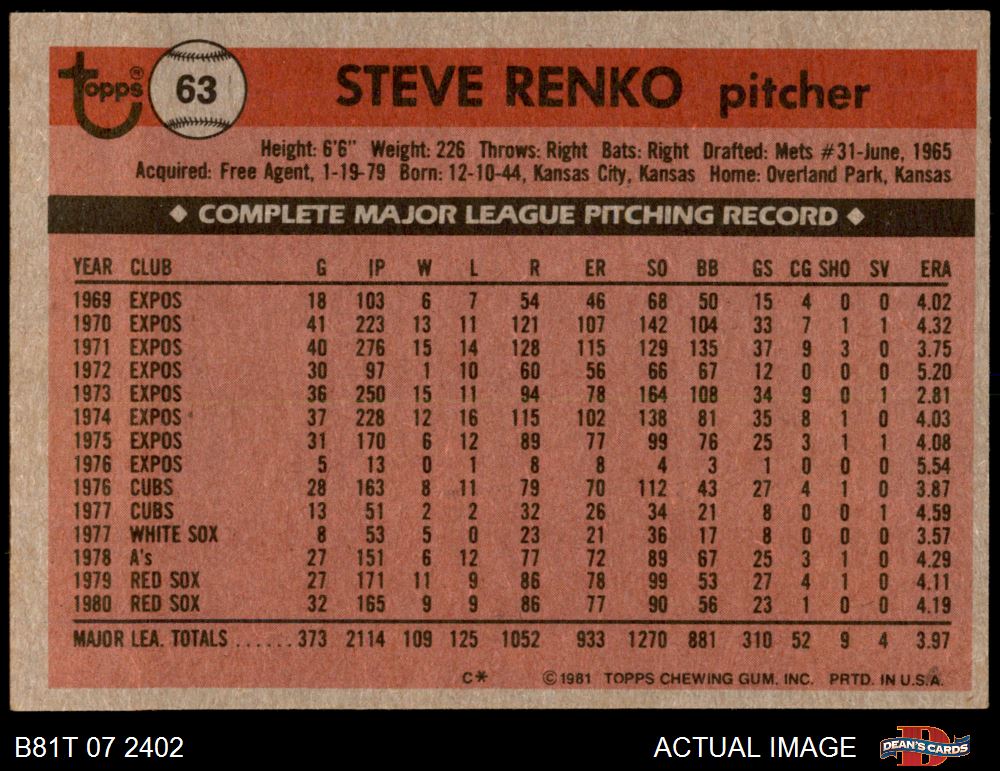 topps® 63 STEVE RENKO pitcher
Height: 6'6" Weight: 226 Throws: Right Bats: Right Drafted: Mets #31-June, 1965
Acquired: Free Agent, 1-19-79 Born: 12-10-44, Kansas City, Kansas Home: Overland Park, Kansas
◆ COMPLETE MAJOR LEAGUE PITCHING RECORD ◆
YEAR CLUB G IP W L R ER SO BB GS CG SHO SV ERA
1969 EXPOS 18 103 6 7 54 46 68 50 15 4 0 0 4.02
1970 EXPOS 41 223 13 11 121 107 142 104 33 7 1 1 4.32
1971 EXPOS 40 276 15 14 128 115 129 135 37 9 3 0 3.75
1972 EXPOS 30 97 1 10 60 56 66 67 12 0 0 0 5.20
1973 EXPOS 36 250 15 11 94 78 164 108 34 9 0 1 2.81
1974 EXPOS 37 228 12 16 115 102 138 81 35 8 1 0 4.03
1975 EXPOS 31 170 6 12 89 77 99 76 25 3 1 1 4.08
1976 EXPOS 5 13 0 1 8 8 4 3 1 0 0 0 5.54
1976 CUBS 28 163 8 11 79 70 112 43 27 4 1 0 3.87
1977 CUBS 13 51 2 2 32 26 34 21 8 0 0 1 4.59
1977 WHITE SOX 8 53 5 0 23 21 36 17 8 0 0 0 3.57
1978 A's 27 151 6 12 77 72 89 67 25 3 1 0 4.29
1979 RED SOX 27 171 11 9 86 78 99 53 27 4 1 0 4.11
1980 RED SOX 32 165 9 9 86 77 90 56 23 1 0 0 4.19
MAJOR LEA. TOTALS ...... 373 2114 109 125 1052 933 1270 881 310 52 9 4 3.97
C* ©1981 TOPPS CHEWING GUM, INC. PRTD. IN U.S.A.
B81T 07 2402 ACTUAL IMAGE DEAN'S CARDS